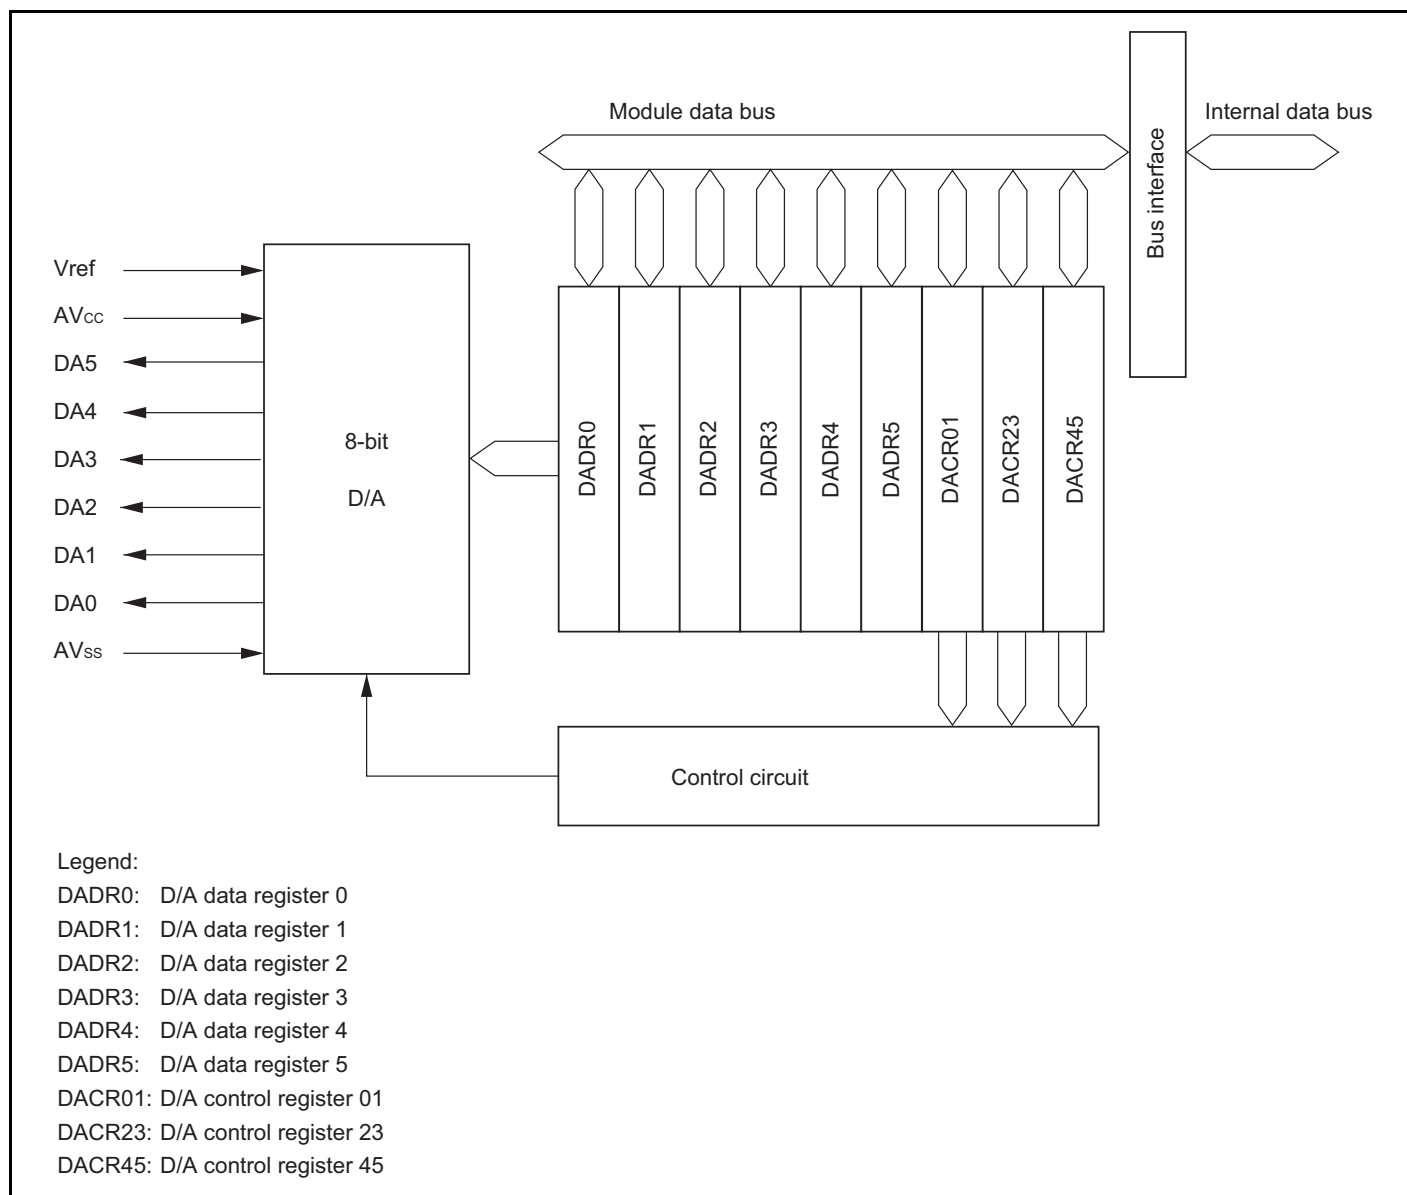 Module data bus
Internal data bus
Bus interface
Vref
AVCC
DA5
DA4
DA3
DA2
DA1
DA0
AVSS
8-bit
D/A
DADR0
DADR1
DADR2
DADR3
DADR4
DADR5
DACR01
DACR23
DACR45
Control circuit
Legend:
DADR0: D/A data register 0
DADR1: D/A data register 1
DADR2: D/A data register 2
DADR3: D/A data register 3
DADR4: D/A data register 4
DADR5: D/A data register 5
DACR01: D/A control register 01
DACR23: D/A control register 23
DACR45: D/A control register 45